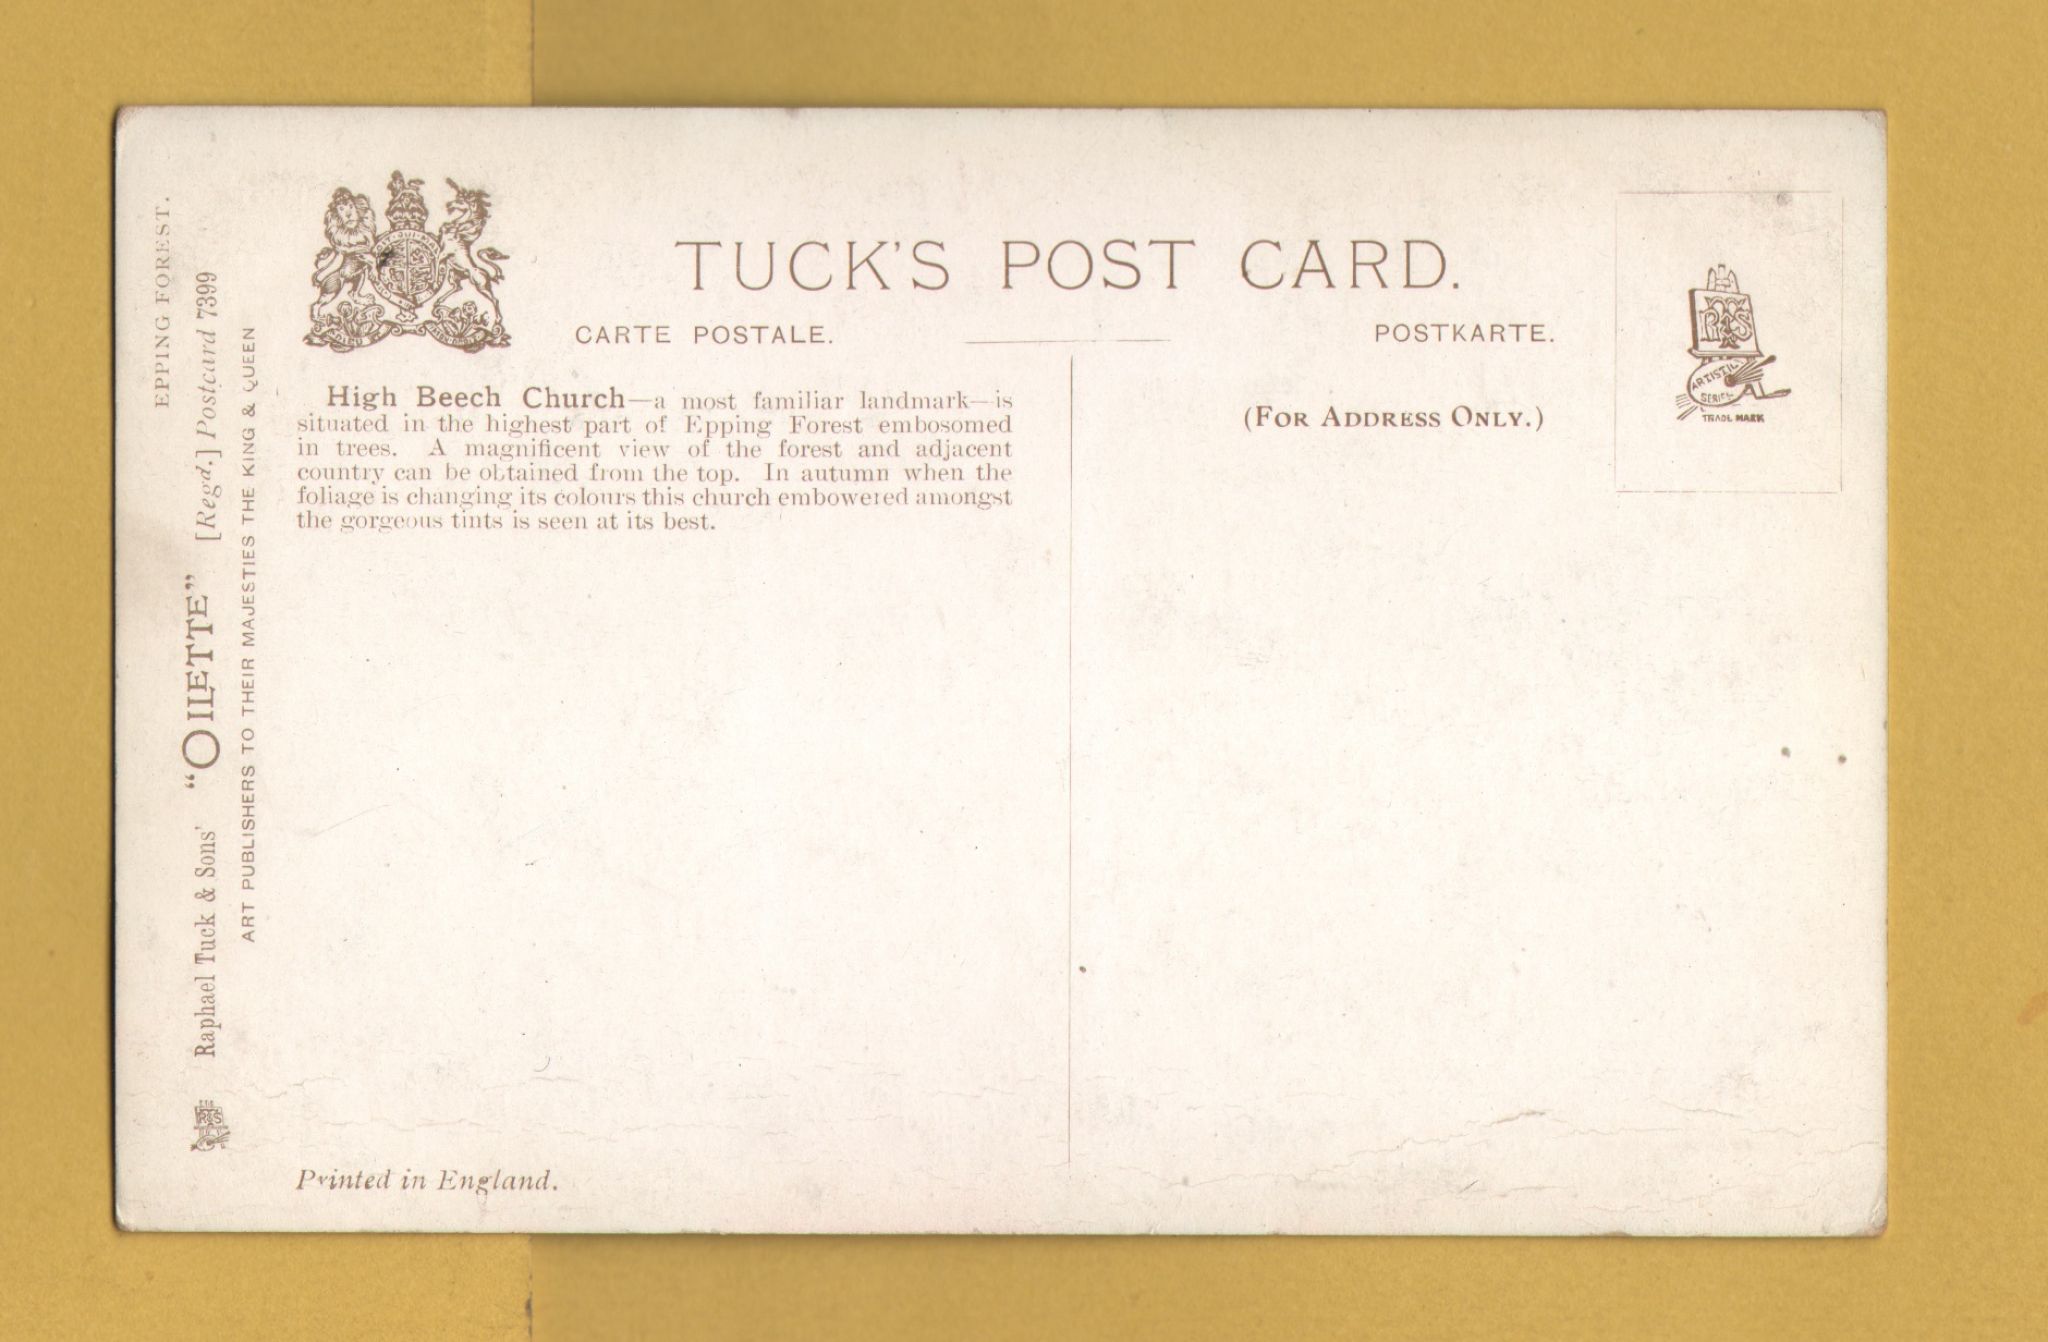 EPPING FOREST.
Raphael Tuck & Sons' "OILETTE" [Regd.] Postcard 7399
ART PUBLISHERS TO THEIR MAJESTIES THE KING & QUEEN
TUCK'S POST CARD.
CARTE POSTALE.
POSTKARTE.
High Beech Church—a most familiar landmark—is
situated in the highest part of Epping Forest embosomed
in trees. A magnificent view of the forest and adjacent
country can be obtained from the top. In autumn when the
foliage is changing its colours this church embowered amongst
the gorgeous tints is seen at its best.
(FOR ADDRESS ONLY.)
RTS
ARTISTIC
SERIES
TRADE MARK
RTS
Printed in England.